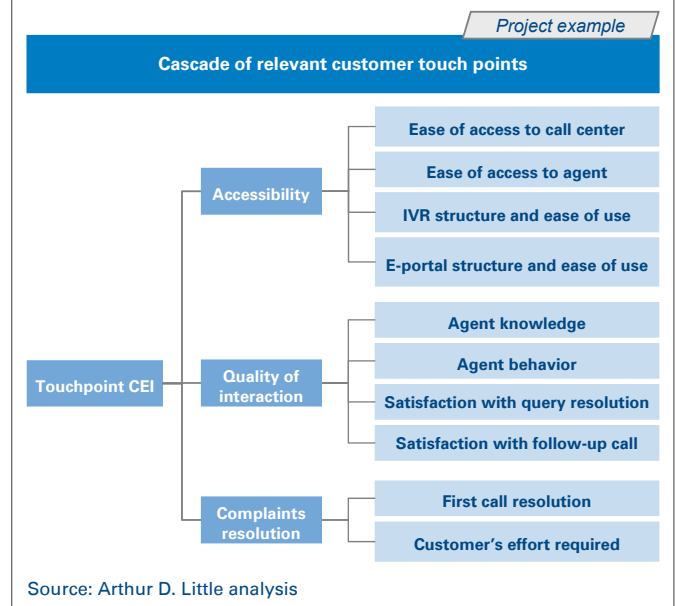 Project example
Cascade of relevant customer touch points
Ease of access to call center
Ease of access to agent
Accessibility
IVR structure and ease of use
E-portal structure and ease of use
Agent knowledge
Agent behavior
Touchpoint CEI
Quality of
interaction
Satisfaction with query resolution
Satisfaction with follow-up call
First call resolution
Complaints
resolution
Customer's effort required
Source: Arthur D. Little analysis